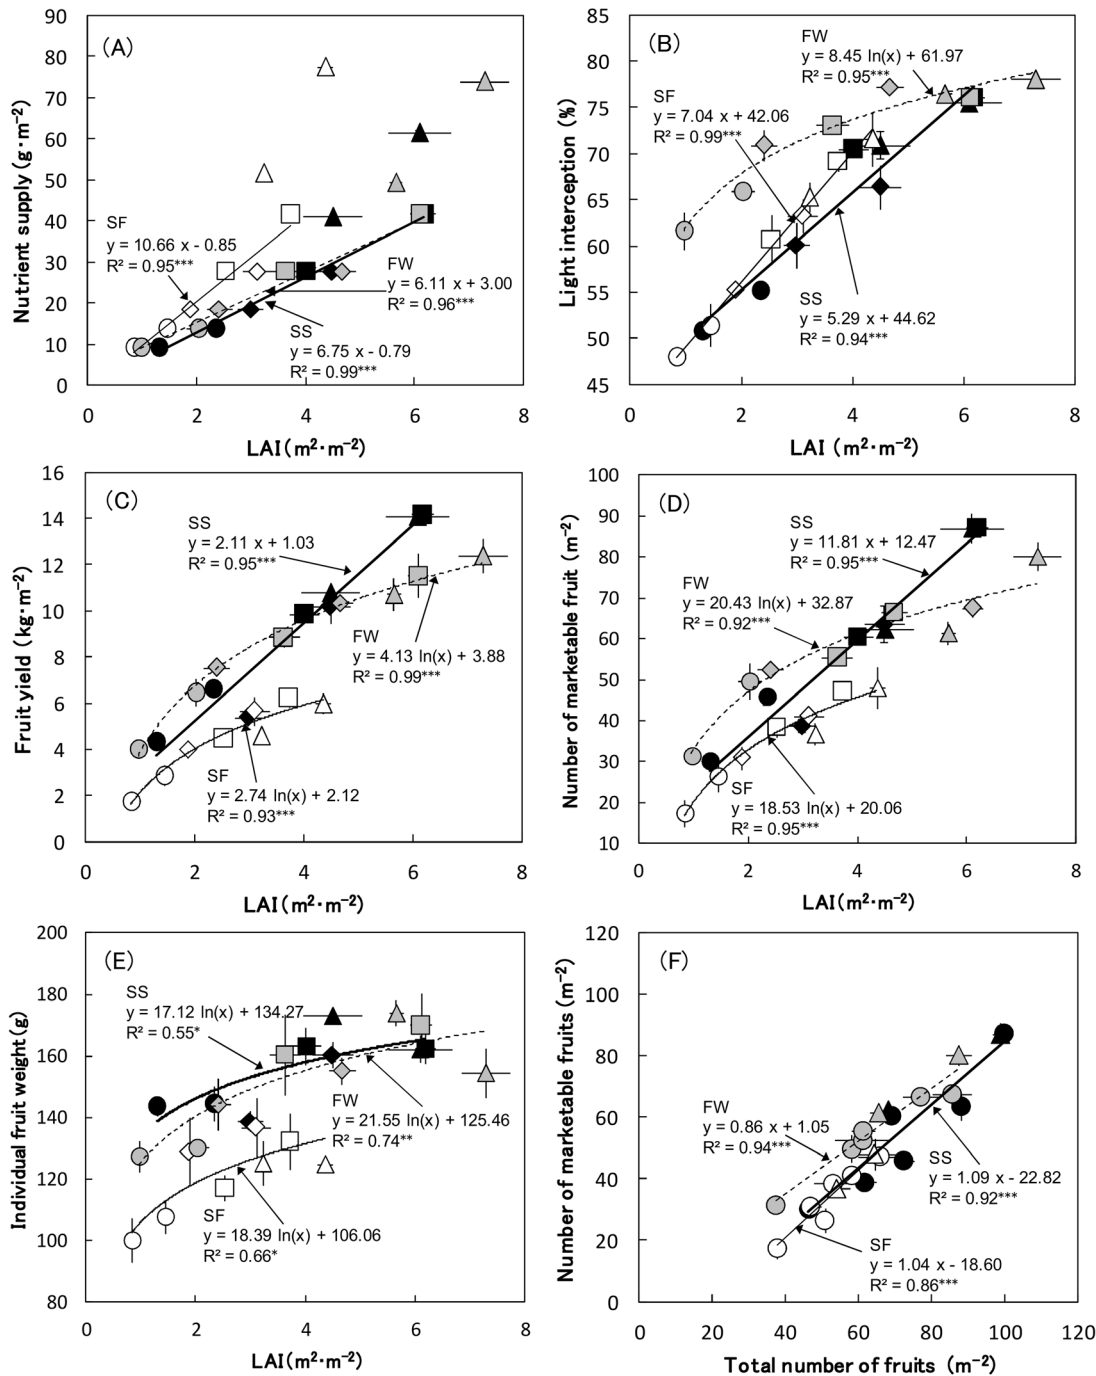 (A)
90
80
70
60
50
40
30
20
10
0
Nutrient supply (g·m⁻²)
SF
y = 10.66 x - 0.85
R² = 0.95***
FW
y = 6.11 x + 3.00
R² = 0.96***
SS
y = 6.75 x - 0.79
R² = 0.99***
0 2 4 6 8
LAI (m²·m⁻²)
(B)
85
80
75
70
65
60
55
50
45
Light interception (%)
FW
y = 8.45 ln(x) + 61.97
R² = 0.95***
SF
y = 7.04 x + 42.06
R² = 0.99***
SS
y = 5.29 x + 44.62
R² = 0.94***
0 2 4 6 8
LAI (m²·m⁻²)
(C)
16
14
12
10
8
6
4
2
0
Fruit yield (kg·m⁻²)
SS
y = 2.11 x + 1.03
R² = 0.95***
FW
y = 4.13 ln(x) + 3.88
R² = 0.99***
SF
y = 2.74 ln(x) + 2.12
R² = 0.93***
0 2 4 6 8
LAI (m²·m⁻²)
(D)
100
90
80
70
60
50
40
30
20
10
Number of marketable fruit (m⁻²)
SS
y = 11.81 x + 12.47
R² = 0.95***
FW
y = 20.43 ln(x) + 32.87
R² = 0.92***
SF
y = 18.53 ln(x) + 20.06
R² = 0.95***
0 2 4 6 8
LAI (m²·m⁻²)
(E)
200
180
160
140
120
100
80
Individual fruit weight (g)
SS
y = 17.12 ln(x) + 134.27
R² = 0.55*
FW
y = 21.55 ln(x) + 125.46
R² = 0.74**
SF
y = 18.39 ln(x) + 106.06
R² = 0.66*
0 2 4 6 8
LAI (m²·m⁻²)
(F)
120
100
80
60
40
20
0
Number of marketable fruits (m⁻²)
FW
y = 0.86 x + 1.05
R² = 0.94***
SS
y = 1.09 x - 22.82
R² = 0.92***
SF
y = 1.04 x - 18.60
R² = 0.86***
0 20 40 60 80 100 120
Total number of fruits (m⁻²)